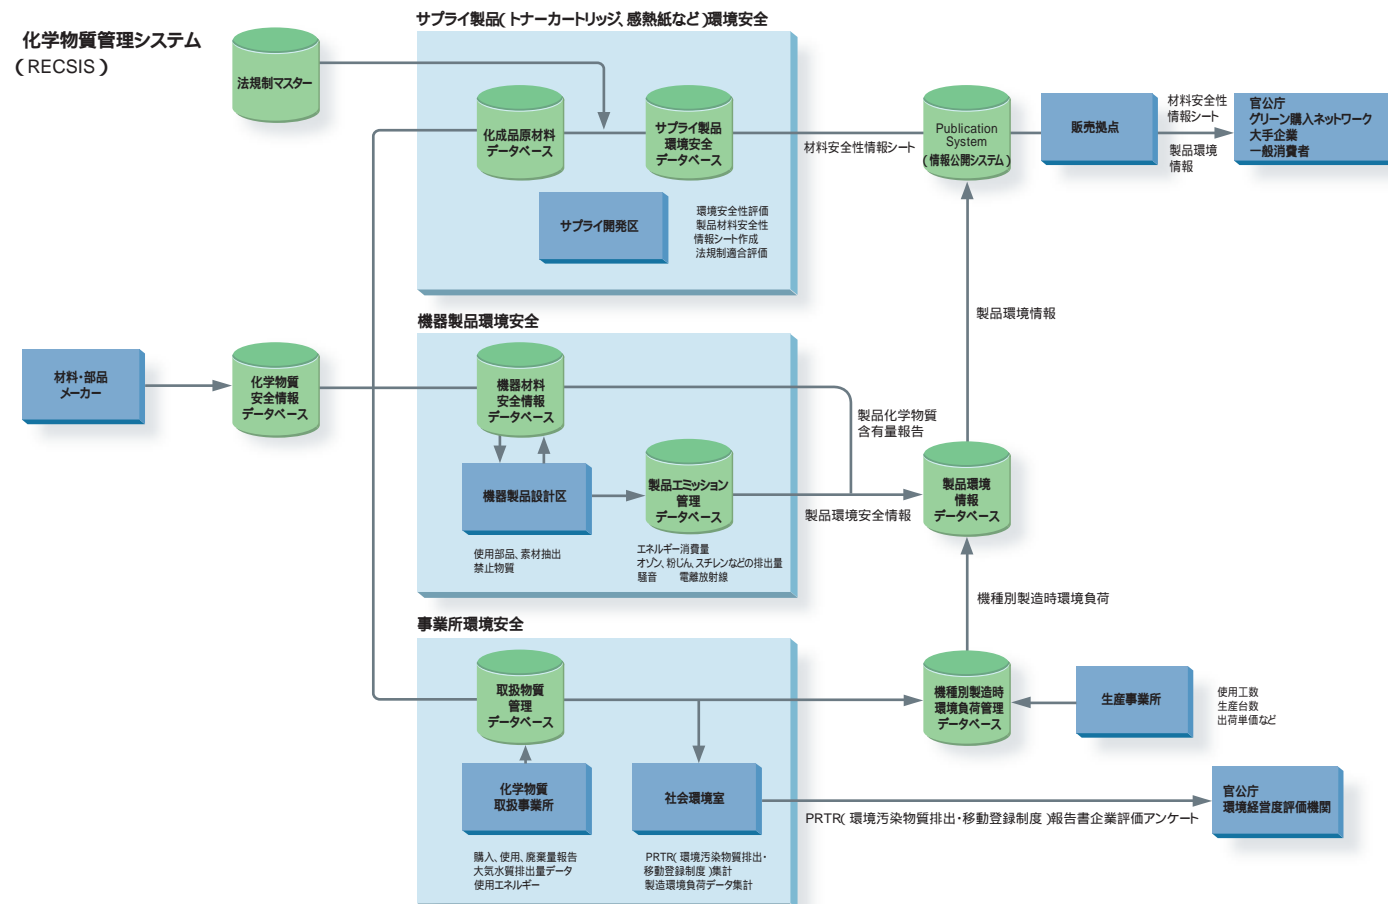 化学物質管理システム
（RECSIS）
サプライ製品（トナーカートリッジ、感熱紙など）環境安全
法規制マスター
化成品原材料
データベース
サプライ製品
環境安全
データベース
サプライ開発区
環境安全性評価
製品材料安全性
情報シート作成
法規制適合評価
材料安全性情報シート
Publication
System
（情報公開システム）
販売拠点
材料安全性
情報シート
製品環境
情報
官公庁
グリーン購入ネットワーク
大手企業
一般消費者
製品環境情報
機器製品環境安全
材料・部品
メーカー
化学物質
安全情報
データベース
機器材料
安全情報
データベース
機器製品設計区
使用部品、素材抽出
禁止物質
製品エミッション
管理
データベース
エネルギー消費量
オゾン、粉じん、スチレンなどの排出量
騒音　電離放射線
製品化学物質
含有量報告
製品環境安全情報
製品環境
情報
データベース
機種別製造時環境負荷
事業所環境安全
取扱物質
管理
データベース
化学物質
取扱事業所
購入、使用、廃棄量報告
大気水質排出量データ
使用エネルギー
社会環境室
PRTR（環境汚染物質排出・
移動登録制度）集計
製造環境負荷データ集計
機種別製造時
環境負荷管理
データベース
生産事業所
使用工数
生産台数
出荷単価など
PRTR（環境汚染物質排出・移動登録制度）報告書企業評価アンケート
官公庁
環境経営度評価機関